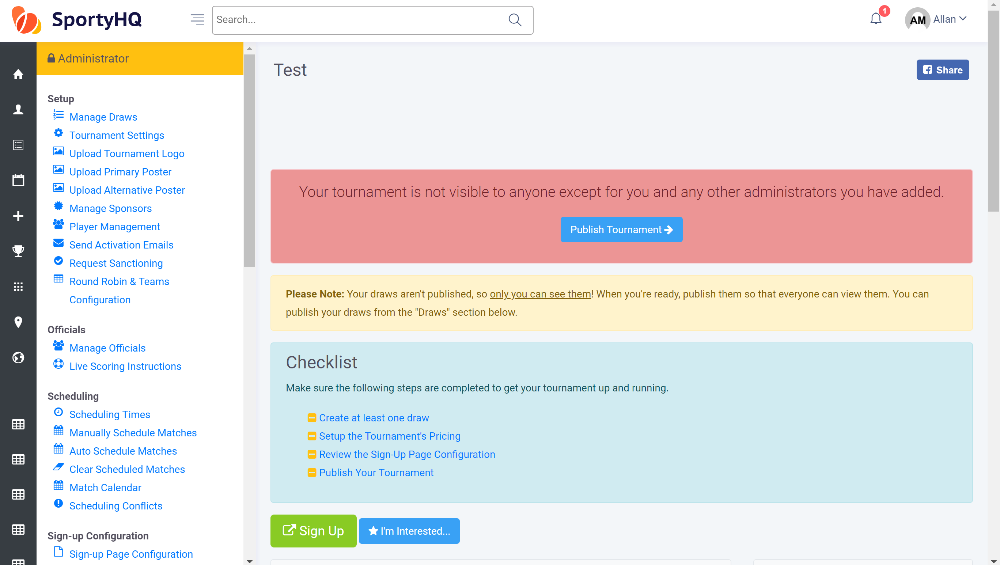 SportyHQ
Search...
1
AM
Allan
Administrator
Setup
Manage Draws
Tournament Settings
Upload Tournament Logo
Upload Primary Poster
Upload Alternative Poster
Manage Sponsors
Player Management
Send Activation Emails
Request Sanctioning
Round Robin & Teams
Configuration
Officials
Manage Officials
Live Scoring Instructions
Scheduling
Scheduling Times
Manually Schedule Matches
Auto Schedule Matches
Clear Scheduled Matches
Match Calendar
Scheduling Conflicts
Sign-up Configuration
Sign-up Page Configuration
Test
Share
Your tournament is not visible to anyone except for you and any other administrators you have added.
Publish Tournament
Please Note: Your draws aren't published, so only you can see them! When you're ready, publish them so that everyone can view them. You can
publish your draws from the "Draws" section below.
Checklist
Make sure the following steps are completed to get your tournament up and running.
Create at least one draw
Setup the Tournament's Pricing
Review the Sign-Up Page Configuration
Publish Your Tournament
Sign Up
I'm Interested...